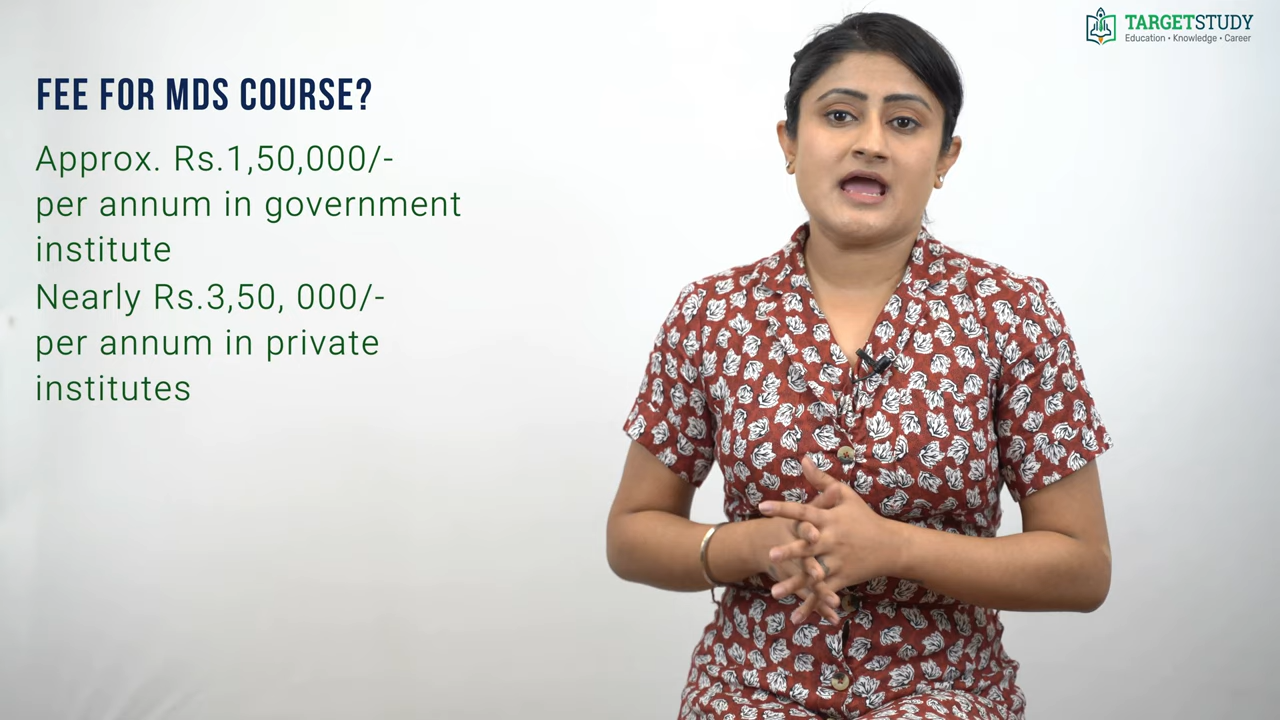 TARGETSTUDY
Education • Knowledge • Career
FEE FOR MDS COURSE?
Approx. Rs.1,50,000/-
per annum in government
institute
Nearly Rs.3,50, 000/-
per annum in private
institutes